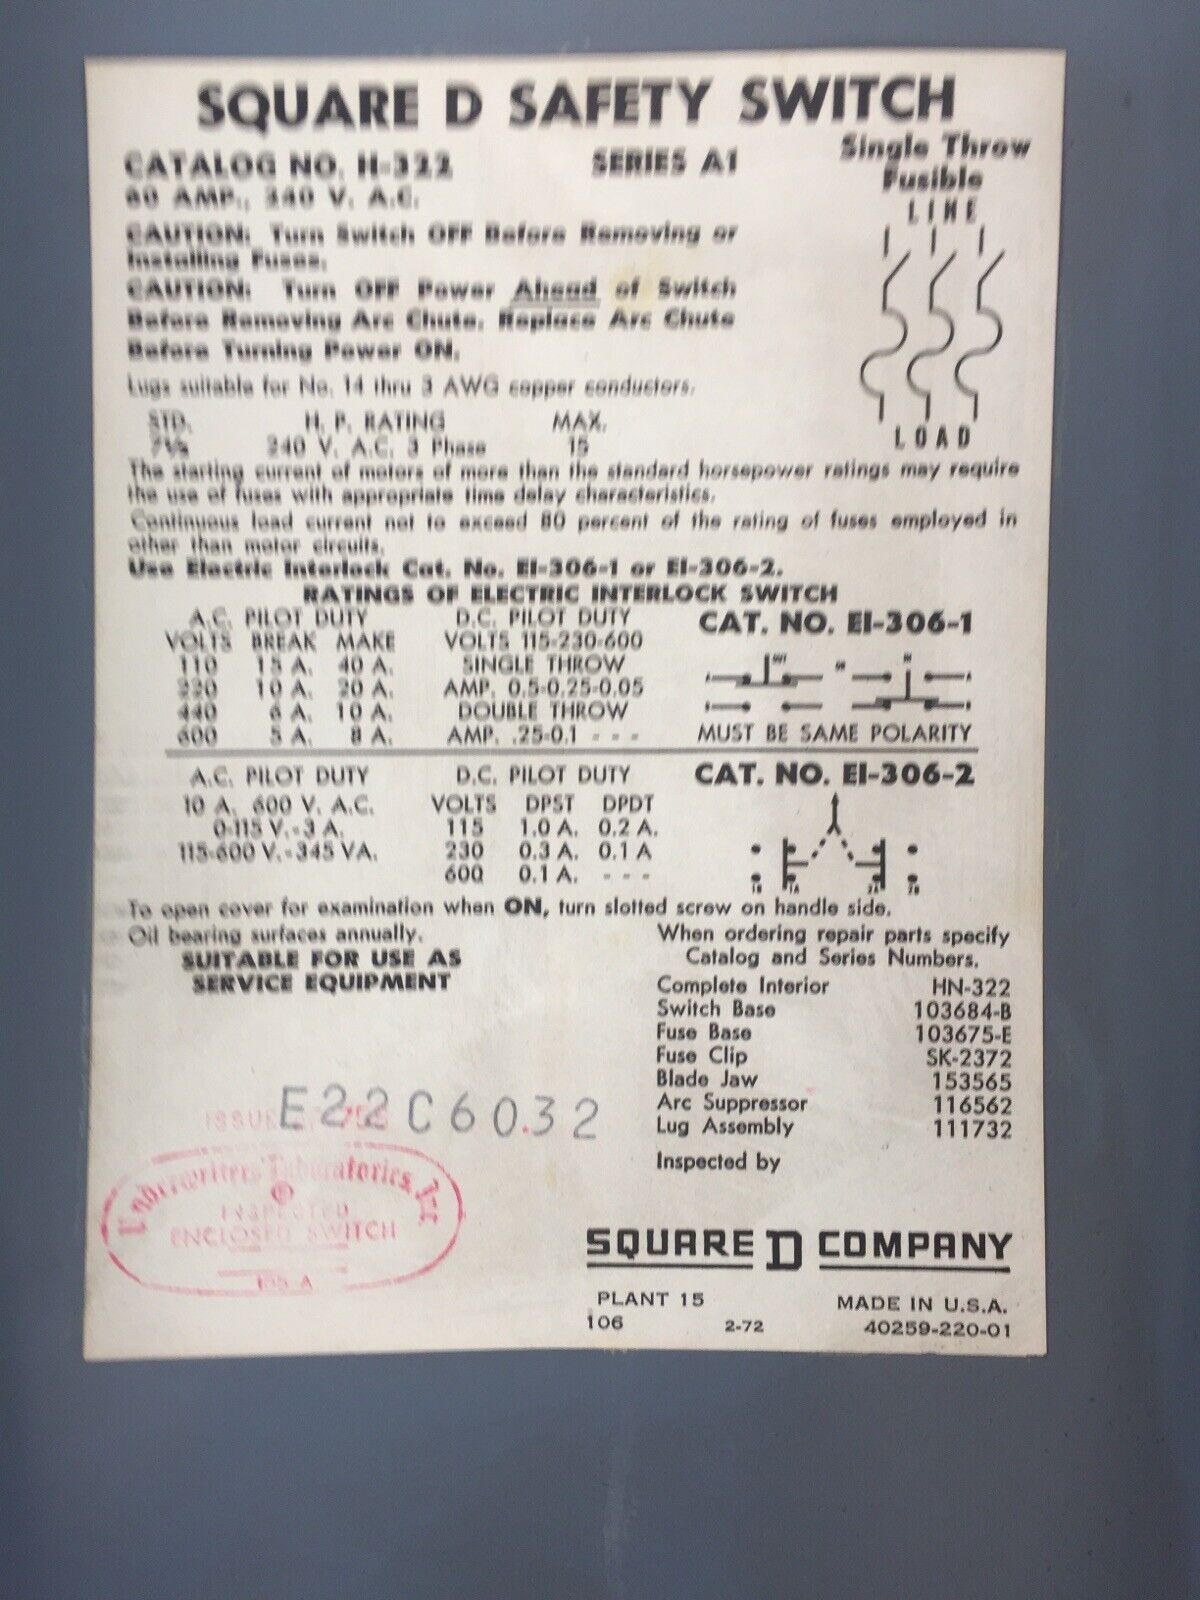 SQUARE D SAFETY SWITCH
CATALOG NO. H-322 SERIES A1
Single Throw
Fusible
60 AMP., 240 V. A.C.
LINE
CAUTION: Turn Switch OFF Before Removing or
Installing Fuses.
CAUTION: Turn OFF Power Ahead of Switch
Before Removing Arc Chute. Replace Arc Chute
Before Turning Power ON.
Lugs suitable for No. 14 thru 3 AWG copper conductors.
STD. H. P. RATING MAX.
7½ 240 V. A.C. 3 Phase 15
LOAD
The starting current of motors of more than the standard horsepower ratings may require
the use of fuses with appropriate time delay characteristics.
Continuous load current not to exceed 80 percent of the rating of fuses employed in
other than motor circuits.
Use Electric Interlock Cat. No. EI-306-1 or EI-306-2.
RATINGS OF ELECTRIC INTERLOCK SWITCH
A.C. PILOT DUTY D.C. PILOT DUTY CAT. NO. EI-306-1
VOLTS BREAK MAKE VOLTS 115-230-600
110 15 A. 40 A. SINGLE THROW
220 10 A. 20 A. AMP. 0.5-0.25-0.05
440 6 A. 10 A. DOUBLE THROW
600 5 A. 8 A. AMP. .25-0.1 - - - MUST BE SAME POLARITY
A.C. PILOT DUTY D.C. PILOT DUTY CAT. NO. EI-306-2
10 A. 600 V. A.C. VOLTS DPST DPDT
0-115 V.-3 A. 115 1.0 A. 0.2 A.
115-600 V.-345 VA. 230 0.3 A. 0.1 A
600 0.1 A. - - -
1B 1A 2A 2B
To open cover for examination when ON, turn slotted screw on handle side.
Oil bearing surfaces annually.
SUITABLE FOR USE AS
SERVICE EQUIPMENT
When ordering repair parts specify
Catalog and Series Numbers.
Complete Interior HN-322
Switch Base 103684-B
Fuse Base 103675-E
Fuse Clip SK-2372
Blade Jaw 153565
Arc Suppressor 116562
Lug Assembly 111732
Inspected by
E22C6032
Underwriters' Laboratories, Inc.
®
INSPECTED
ENCLOSED SWITCH
SQUARE D COMPANY
PLANT 15 MADE IN U.S.A.
106 2-72 40259-220-01